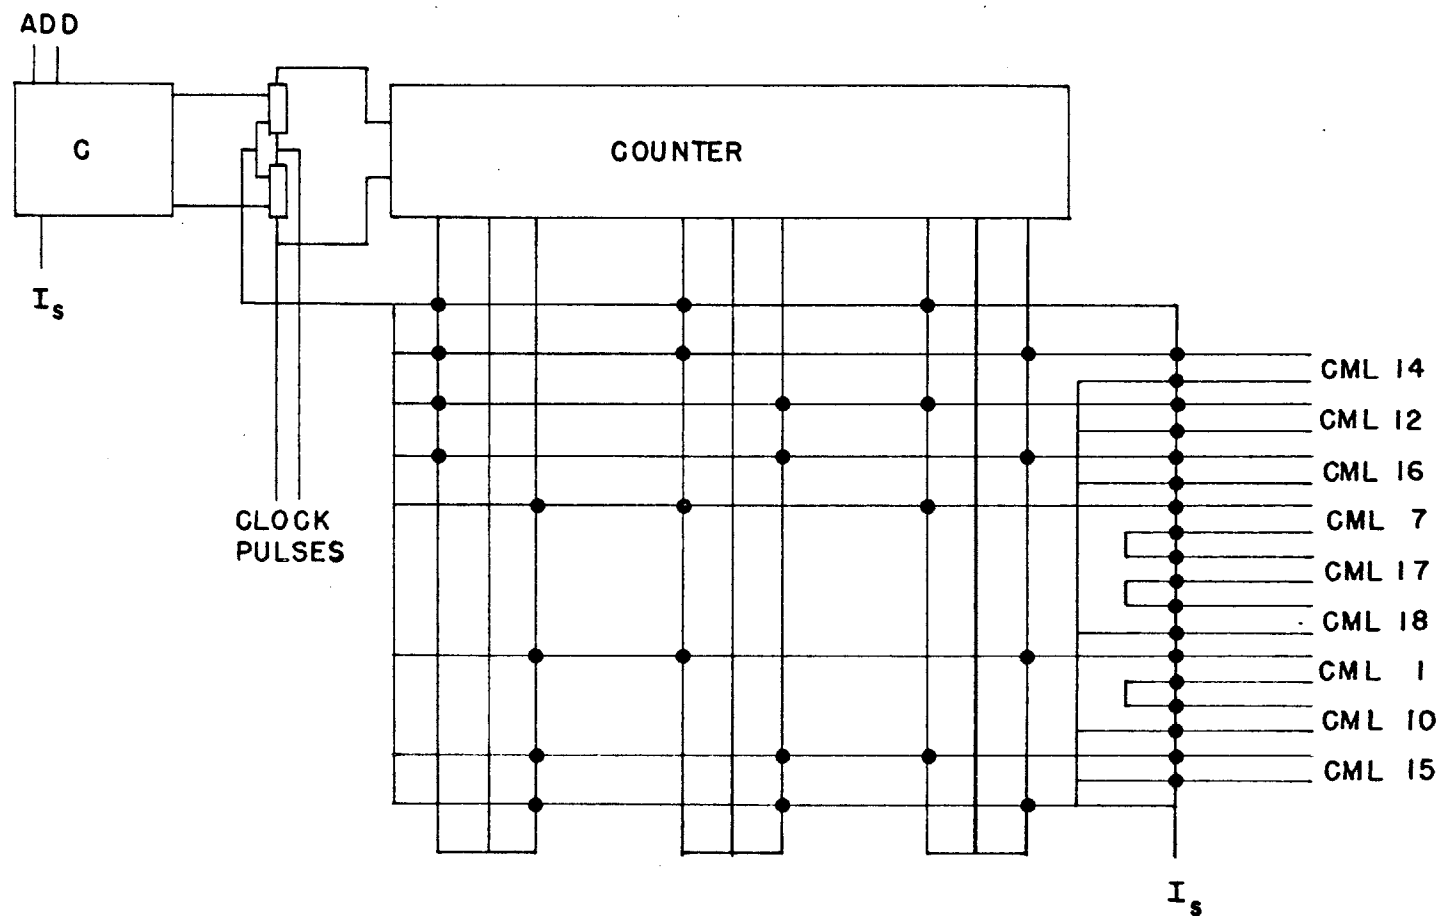 ADD
C
COUNTER
Is
CLOCK
PULSES
CML 14
CML 12
CML 16
CML 7
CML 17
CML 18
CML 1
CML 10
CML 15
Is